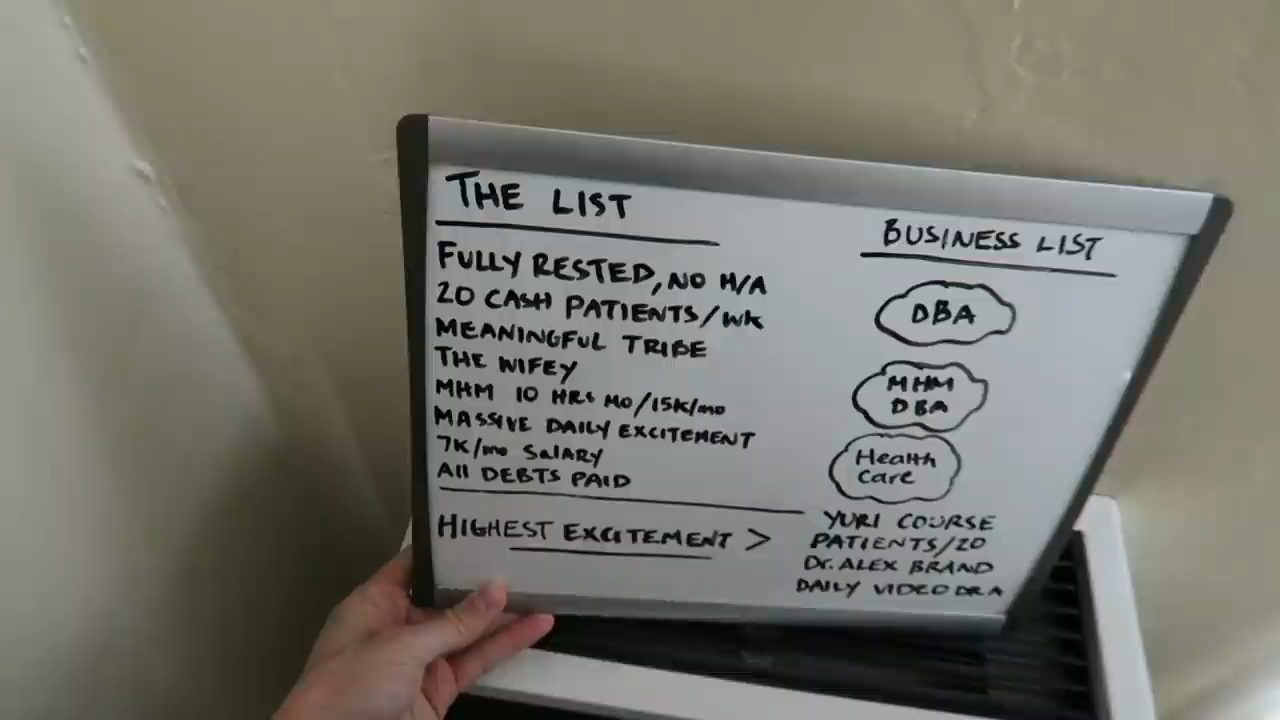 THE LIST
FULLY RESTED, NO H/A
20 CASH PATIENTS/WK
MEANINGFUL TRIBE
THE WIFEY
MHM 10 HRS MO/15K/mo
MASSIVE DAILY EXCITEMENT
7K/mo SALARY
All DEBTS PAID
HIGHEST EXCITEMENT >
BUSINESS LIST
DBA
MHM
DBA
Health
Care
YURI COURSE
PATIENTS/20
Dr. ALEX BRAND
DAILY VIDEO DRA